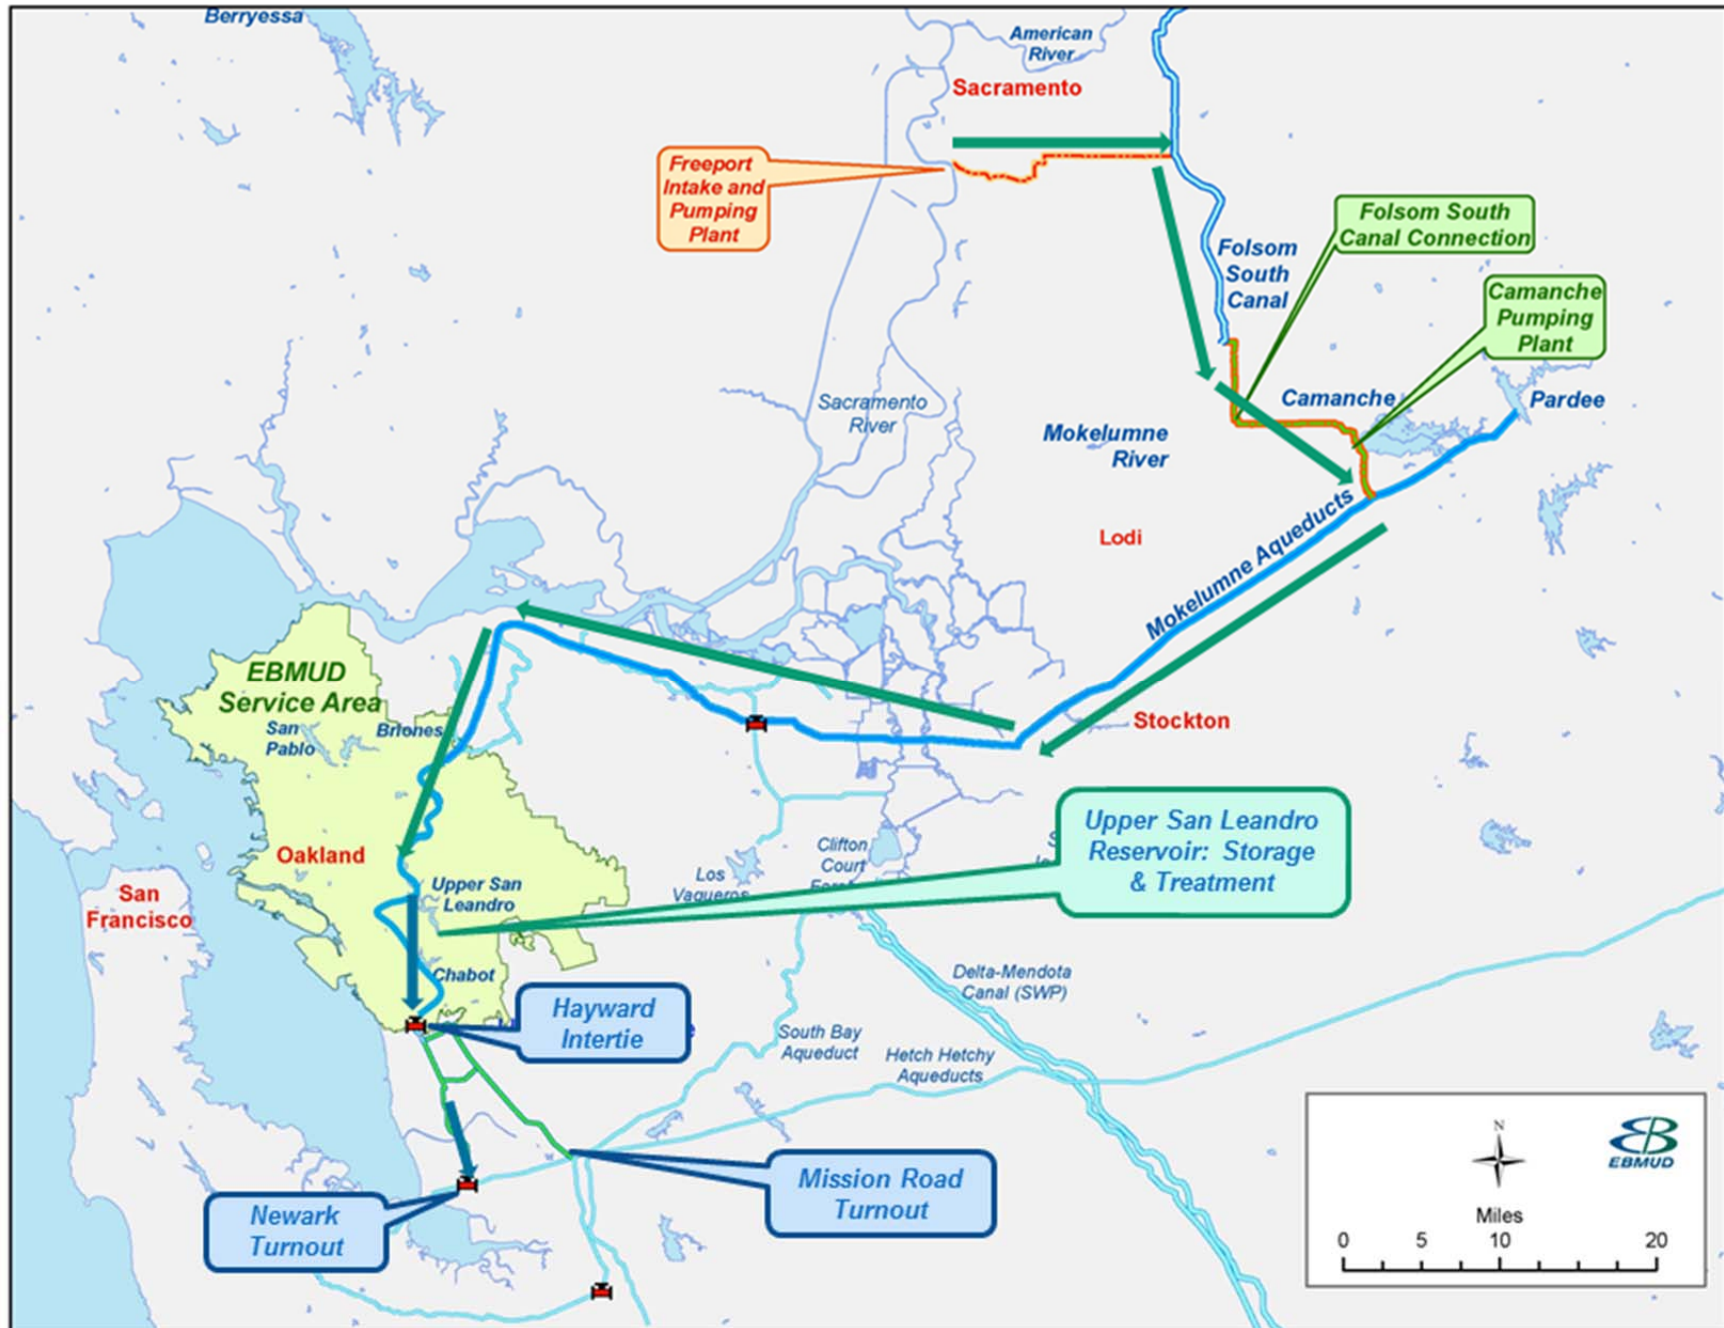 Berryessa
American
River
Sacramento
Freeport
Intake and
Pumping
Plant
Folsom South
Canal Connection
Folsom
South
Canal
Camanche
Pumping
Plant
Camanche
Pardee
Sacramento
River
Mokelumne
River
Lodi
Mokelumne Aqueducts
EBMUD
Service Area
San
Pablo
Briones
Stockton
Upper San Leandro
Reservoir: Storage
& Treatment
Oakland
Clifton
Court
Los
Vaqueros
San
Francisco
Upper San
Leandro
Chabot
Delta-Mendota
Canal (SWP)
Hayward
Intertie
South Bay
Aqueduct
Hetch Hetchy
Aqueducts
Mission Road
Turnout
Newark
Turnout
N
EBMUD
Miles
0 5 10 20